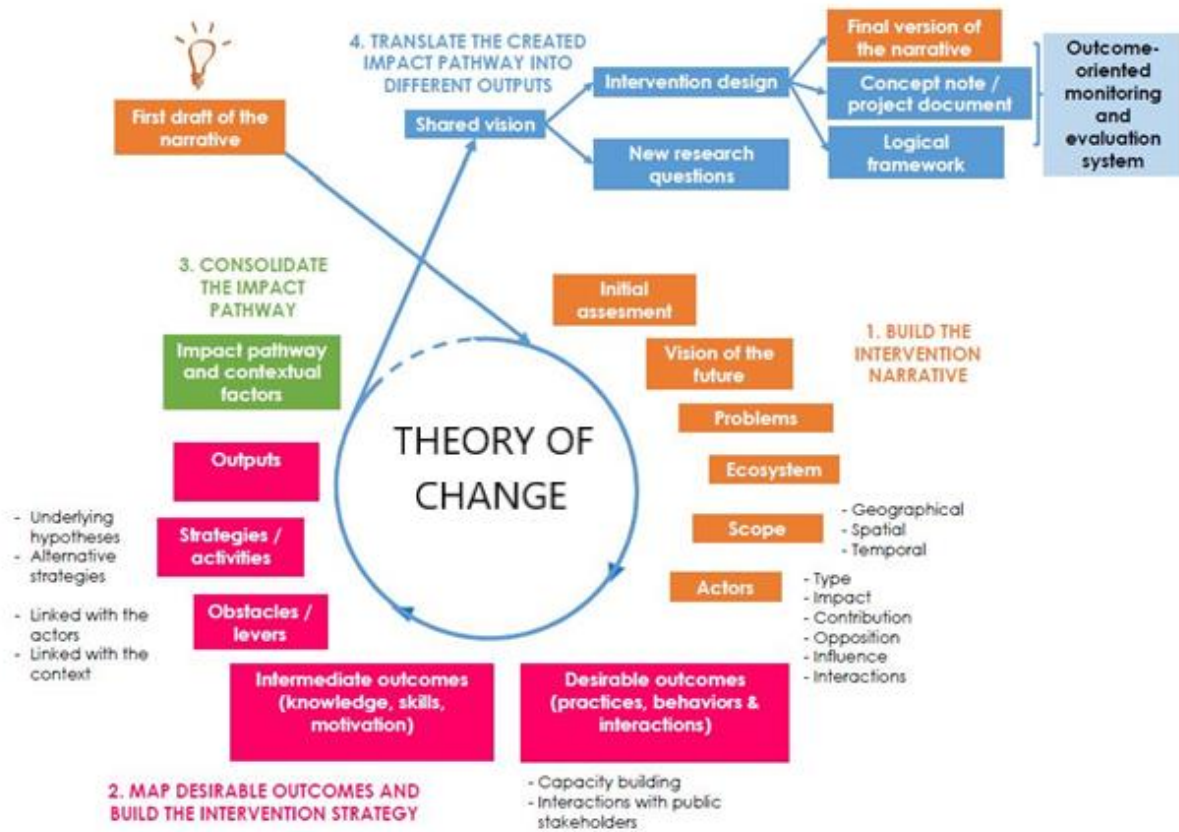 First draft of the
narrative
4. TRANSLATE THE CREATED
IMPACT PATHWAY INTO
DIFFERENT OUTPUTS
Shared vision
Intervention design
New research
questions
Final version of
the narrative
Concept note /
project document
Logical
framework
Outcome-
oriented
monitoring
and
evaluation
system
3. CONSOLIDATE
THE IMPACT
PATHWAY
Impact pathway
and contextual
factors
THEORY OF
CHANGE
Initial
assesment
Vision of the
future
1. BUILD THE
INTERVENTION
NARRATIVE
Problems
Ecosystem
Scope
- Geographical
- Spatial
- Temporal
Actors
- Type
- Impact
- Contribution
- Opposition
- Influence
- Interactions
Outputs
- Underlying
hypotheses
- Alternative
strategies
Strategies /
activities
- Linked with the
actors
- Linked with the
context
Obstacles /
levers
Intermediate outcomes
(knowledge, skills,
motivation)
Desirable outcomes
(practices, behaviors &
interactions)
- Capacity building
- Interactions with public
stakeholders
2. MAP DESIRABLE OUTCOMES AND
BUILD THE INTERVENTION STRATEGY